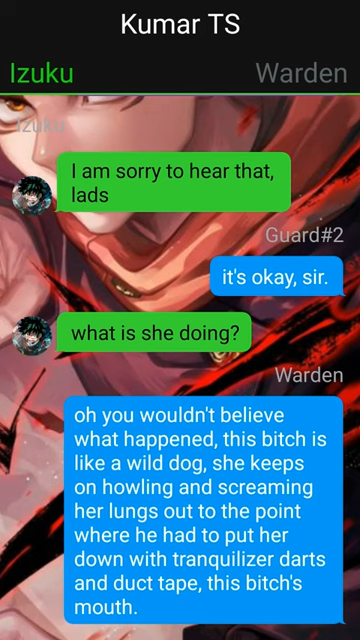 Kumar TS
Izuku
Warden
Izuku
I am sorry to hear that,
lads
Guard#2
it's okay, sir.
what is she doing?
Warden
oh you wouldn't believe
what happened, this bitch is
like a wild dog, she keeps
on howling and screaming
her lungs out to the point
where he had to put her
down with tranquilizer darts
and duct tape, this bitch's
mouth.